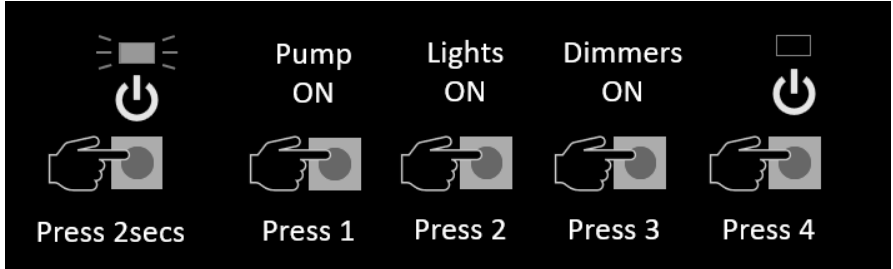 Pump Lights Dimmers
ON ON ON
Press 2secs Press 1 Press 2 Press 3 Press 4